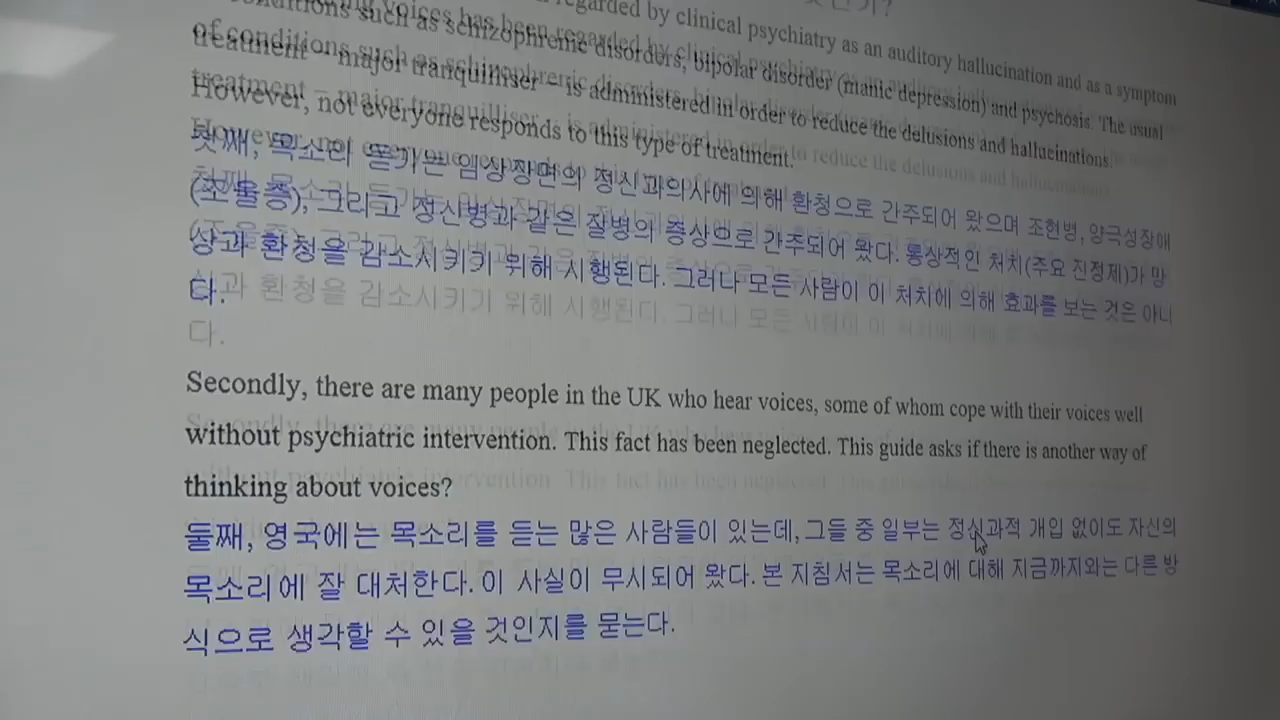 regarded by clinical psychiatry as an auditory hallucination and as a symptom
of conditions such as schizophrenic disorders, bipolar disorder (manic depression) and psychosis. The usual
treatment – major tranquilliser – is administered in order to reduce the delusions and hallucinations.
However, not everyone responds to this type of treatment.
첫째, 목소리 듣기는 임상장면의 정신과의사에 의해 환청으로 간주되어 왔으며 조현병, 양극성장애
(조울증), 그리고 정신병과 같은 질병의 증상으로 간주되어 왔다. 통상적인 처치(주요 진정제)가 망
상과 환청을 감소시키기 위해 시행된다. 그러나 모든 사람이 이 처치에 의해 효과를 보는 것은 아니
다.
Secondly, there are many people in the UK who hear voices, some of whom cope with their voices well
without psychiatric intervention. This fact has been neglected. This guide asks if there is another way of
thinking about voices?
둘째, 영국에는 목소리를 듣는 많은 사람들이 있는데, 그들 중 일부는 정신과적 개입 없이도 자신의
목소리에 잘 대처한다. 이 사실이 무시되어 왔다. 본 지침서는 목소리에 대해 지금까지와는 다른 방
식으로 생각할 수 있을 것인지를 묻는다.